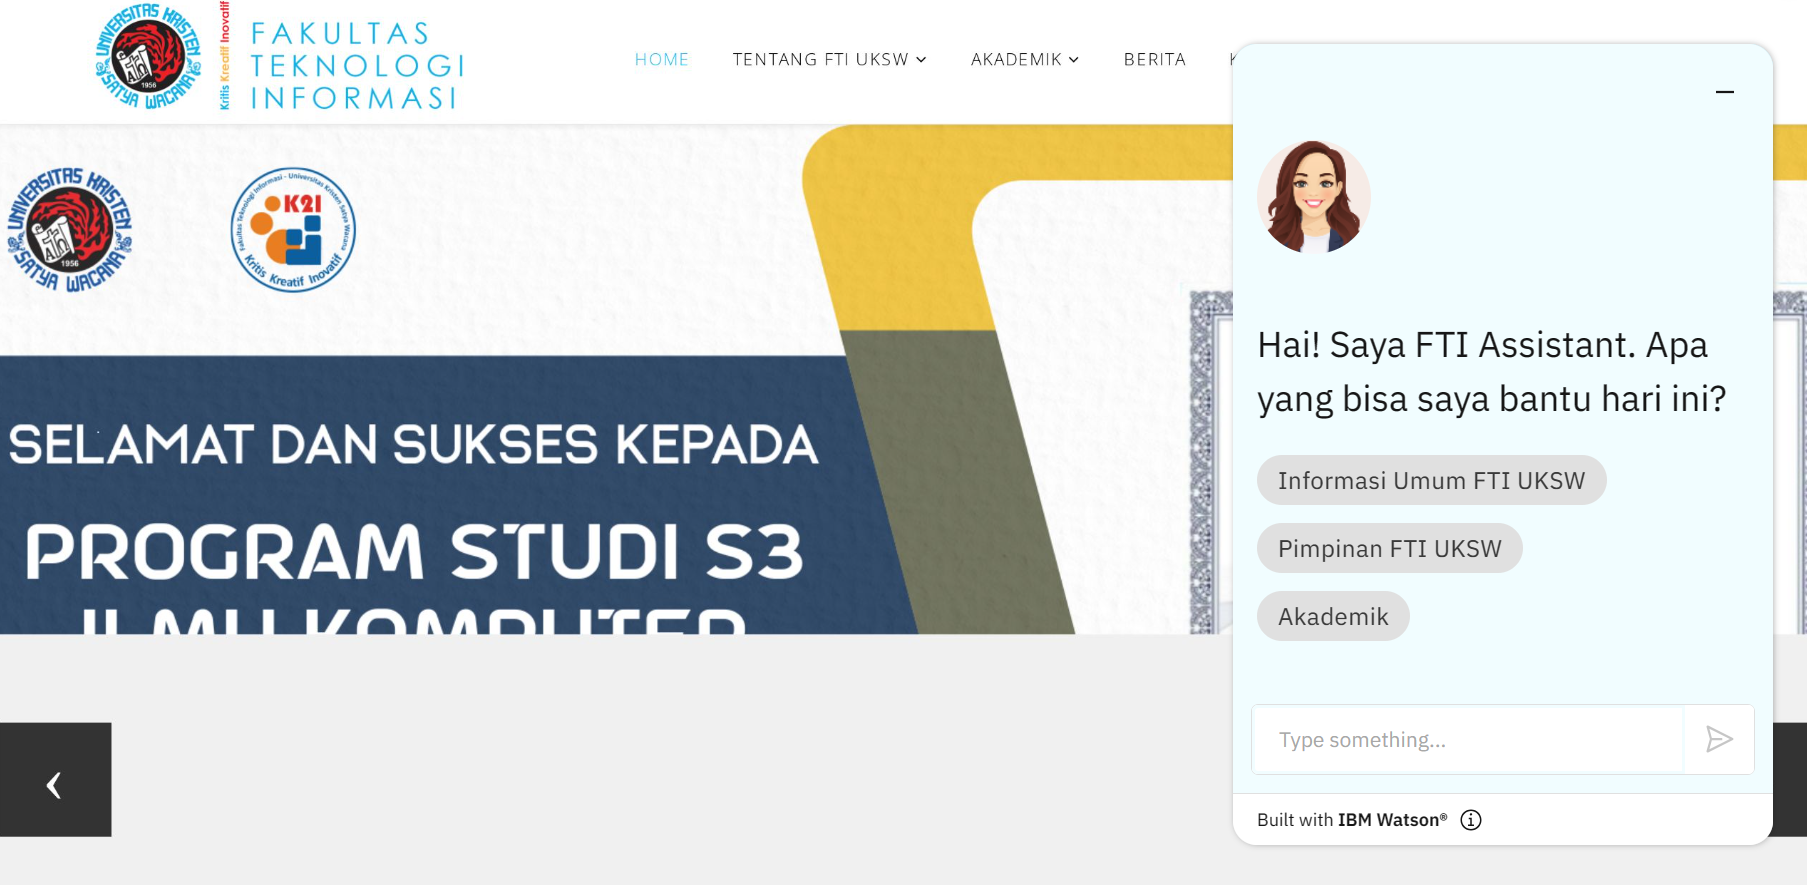 UNIVERSITAS KRISTEN
SATYA WACANA
1956
Kritis Kreatif Inovatif
FAKULTAS
TEKNOLOGI
INFORMASI
HOME
TENTANG FTI UKSW
AKADEMIK
BERITA
UNIVERSITAS KRISTEN
SATYA WACANA
1956
Fakultas Teknologi Informasi - Universitas Kristen Satya Wacana
K2I
Kritis Kreatif Inovatif
SELAMAT DAN SUKSES KEPADA
PROGRAM STUDI S3
ILMU KOMPUTER
Hai! Saya FTI Assistant. Apa
yang bisa saya bantu hari ini?
Informasi Umum FTI UKSW
Pimpinan FTI UKSW
Akademik
Type something...
Built with IBM Watson®